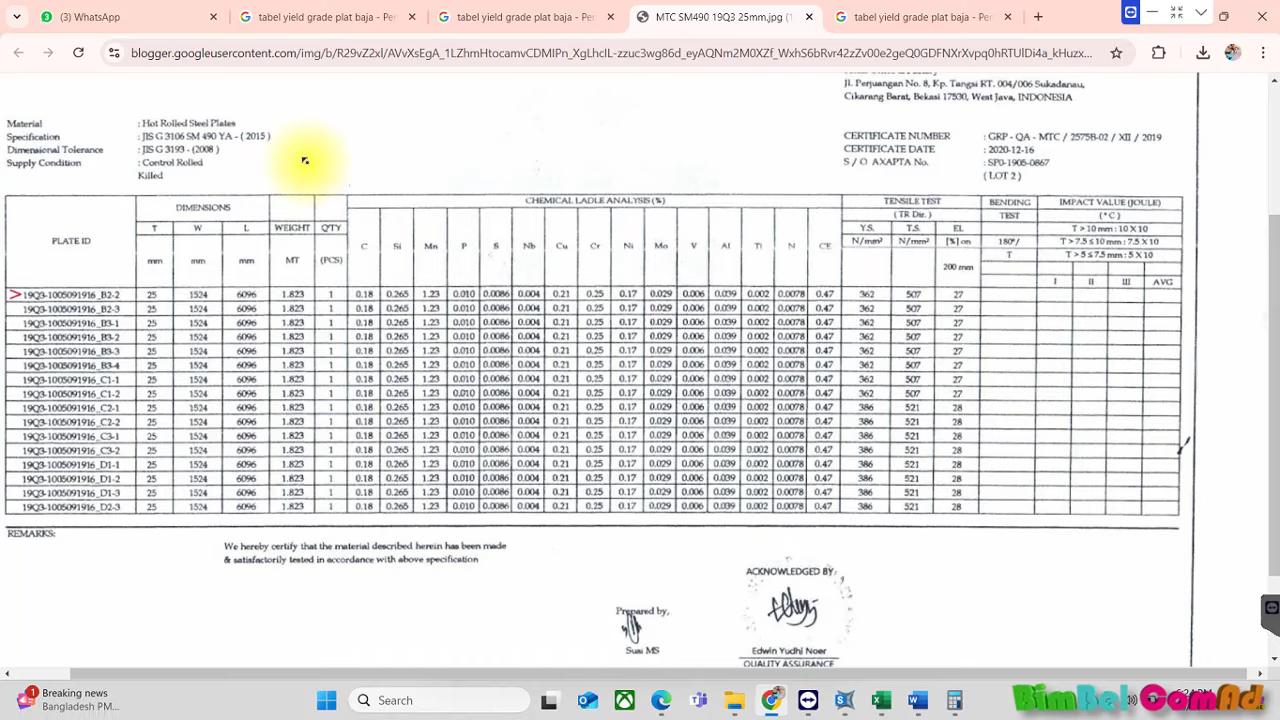 (3) WhatsApp
tabel yield grade plat baja - Per
tabel yield grade plat baja - Per
MTC SM490 19Q3 25mm.jpg (1
tabel yield grade plat baja - Per
Jl. Perjuangan No. 8, Kp. Tangsi RT. 004/006 Sukadanau,
Cikarang Barat, Bekasi 17530, West Java, INDONESIA
Material : Hot Rolled Steel Plates
Specification : JIS G 3106 SM 490 YA - ( 2015 )
Dimensional Tolerance : JIS G 3193 - (2008 )
Supply Condition : Control Rolled
Killed
CERTIFICATE NUMBER : GRP - QA - MTC / 2575B-02 / XII / 2019
CERTIFICATE DATE : 2020-12-16
S / O AXAPTA No. : SP0-1905-0867
( LOT 2 )
PLATE ID DIMENSIONS WEIGHT Q'TY CHEMICAL LADLE ANALYSIS (%) TENSILE TEST BENDING IMPACT VALUE (JOULE)
(TR Dir.) TEST (°C )
T W L Y.S. T.S. EL T > 10 mm : 10 X 10
C Si Mn P S Nb Cu Cr Ni Mo V Al Ti N CE N/mm² N/mm² [%] on 180°/ T > 7.5 ≤ 10 mm : 7.5 X 10
mm mm mm MT (PCS) T T > 5 ≤ 7.5 mm : 5 X 10
200 mm
I II III AVG
19Q3-1005091916_B2-2 25 1524 6096 1.823 1 0.18 0.265 1.23 0.010 0.0086 0.004 0.21 0.25 0.17 0.029 0.006 0.039 0.002 0.0078 0.47 362 507 27
19Q3-1005091916_B2-3 25 1524 6096 1.823 1 0.18 0.265 1.23 0.010 0.0086 0.004 0.21 0.25 0.17 0.029 0.006 0.039 0.002 0.0078 0.47 362 507 27
19Q3-1005091916_B3-1 25 1524 6096 1.823 1 0.18 0.265 1.23 0.010 0.0086 0.004 0.21 0.25 0.17 0.029 0.006 0.039 0.002 0.0078 0.47 362 507 27
19Q3-1005091916_B3-2 25 1524 6096 1.823 1 0.18 0.265 1.23 0.010 0.0086 0.004 0.21 0.25 0.17 0.029 0.006 0.039 0.002 0.0078 0.47 362 507 27
19Q3-1005091916_B3-3 25 1524 6096 1.823 1 0.18 0.265 1.23 0.010 0.0086 0.004 0.21 0.25 0.17 0.029 0.006 0.039 0.002 0.0078 0.47 362 507 27
19Q3-1005091916_B3-4 25 1524 6096 1.823 1 0.18 0.265 1.23 0.010 0.0086 0.004 0.21 0.25 0.17 0.029 0.006 0.039 0.002 0.0078 0.47 362 507 27
19Q3-1005091916_C1-1 25 1524 6096 1.823 1 0.18 0.265 1.23 0.010 0.0086 0.004 0.21 0.25 0.17 0.029 0.006 0.039 0.002 0.0078 0.47 362 507 27
19Q3-1005091916_C1-2 25 1524 6096 1.823 1 0.18 0.265 1.23 0.010 0.0086 0.004 0.21 0.25 0.17 0.029 0.006 0.039 0.002 0.0078 0.47 362 507 27
19Q3-1005091916_C2-1 25 1524 6096 1.823 1 0.18 0.265 1.23 0.010 0.0086 0.004 0.21 0.25 0.17 0.029 0.006 0.039 0.002 0.0078 0.47 386 521 28
19Q3-1005091916_C2-2 25 1524 6096 1.823 1 0.18 0.265 1.23 0.010 0.0086 0.004 0.21 0.25 0.17 0.029 0.006 0.039 0.002 0.0078 0.47 386 521 28
19Q3-1005091916_C3-1 25 1524 6096 1.823 1 0.18 0.265 1.23 0.010 0.0086 0.004 0.21 0.25 0.17 0.029 0.006 0.039 0.002 0.0078 0.47 386 521 28
19Q3-1005091916_C3-2 25 1524 6096 1.823 1 0.18 0.265 1.23 0.010 0.0086 0.004 0.21 0.25 0.17 0.029 0.006 0.039 0.002 0.0078 0.47 386 521 28
19Q3-1005091916_D1-1 25 1524 6096 1.823 1 0.18 0.265 1.23 0.010 0.0086 0.004 0.21 0.25 0.17 0.029 0.006 0.039 0.002 0.0078 0.47 386 521 28
19Q3-1005091916_D1-2 25 1524 6096 1.823 1 0.18 0.265 1.23 0.010 0.0086 0.004 0.21 0.25 0.17 0.029 0.006 0.039 0.002 0.0078 0.47 386 521 28
19Q3-1005091916_D1-3 25 1524 6096 1.823 1 0.18 0.265 1.23 0.010 0.0086 0.004 0.21 0.25 0.17 0.029 0.006 0.039 0.002 0.0078 0.47 386 521 28
19Q3-1005091916_D2-3 25 1524 6096 1.823 1 0.18 0.265 1.23 0.010 0.0086 0.004 0.21 0.25 0.17 0.029 0.006 0.039 0.002 0.0078 0.47 386 521 28
REMARKS:
We hereby certify that the material described herein has been made
& satisfactorily tested in accordance with above specification
ACKNOWLEDGED BY,
Prepared by,
Susi MS
Edwin Yudhi Noer
QUALITY ASSURANCE
1
Breaking news
Bangladesh PM...
Search
BimBel ComAd